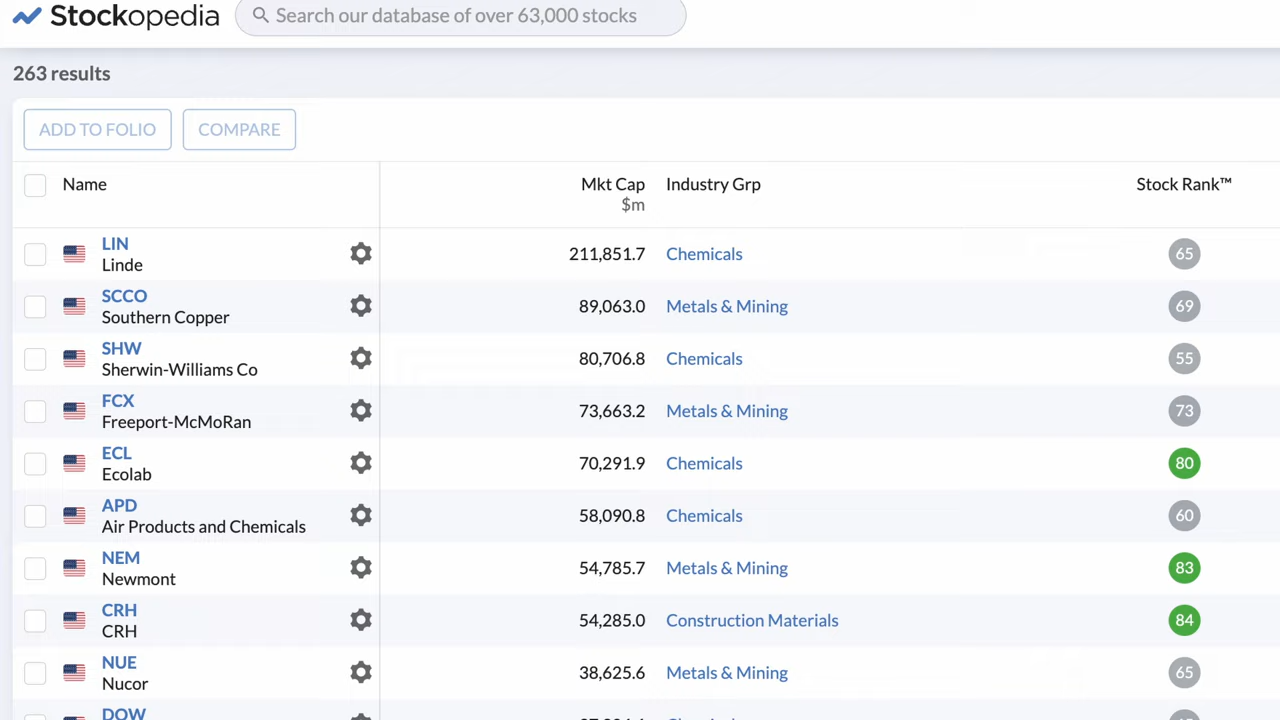 Stockopedia
Search our database of over 63,000 stocks
263 results
ADD TO FOLIO COMPARE
Name Mkt Cap Industry Grp Stock Rank™
$m
LIN
Linde 211,851.7 Chemicals 65
SCCO
Southern Copper 89,063.0 Metals & Mining 69
SHW
Sherwin-Williams Co 80,706.8 Chemicals 55
FCX
Freeport-McMoRan 73,663.2 Metals & Mining 73
ECL
Ecolab 70,291.9 Chemicals 80
APD
Air Products and Chemicals 58,090.8 Chemicals 60
NEM
Newmont 54,785.7 Metals & Mining 83
CRH
CRH 54,285.0 Construction Materials 84
NUE
Nucor 38,625.6 Metals & Mining 65
DOW